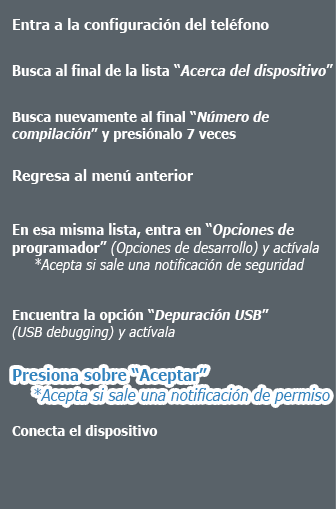 Entra a la configuración del teléfono
Busca al final de la lista “Acerca del dispositivo”
Busca nuevamente al final “Número de
compilación” y presiónalo 7 veces
Regresa al menú anterior
En esa misma lista, entra en “Opciones de
programador” (Opciones de desarrollo) y actívala
*Acepta si sale una notificación de seguridad
Encuentra la opción “Depuración USB”
(USB debugging) y actívala
Presiona sobre “Aceptar”
*Acepta si sale una notificación de permiso
Conecta el dispositivo